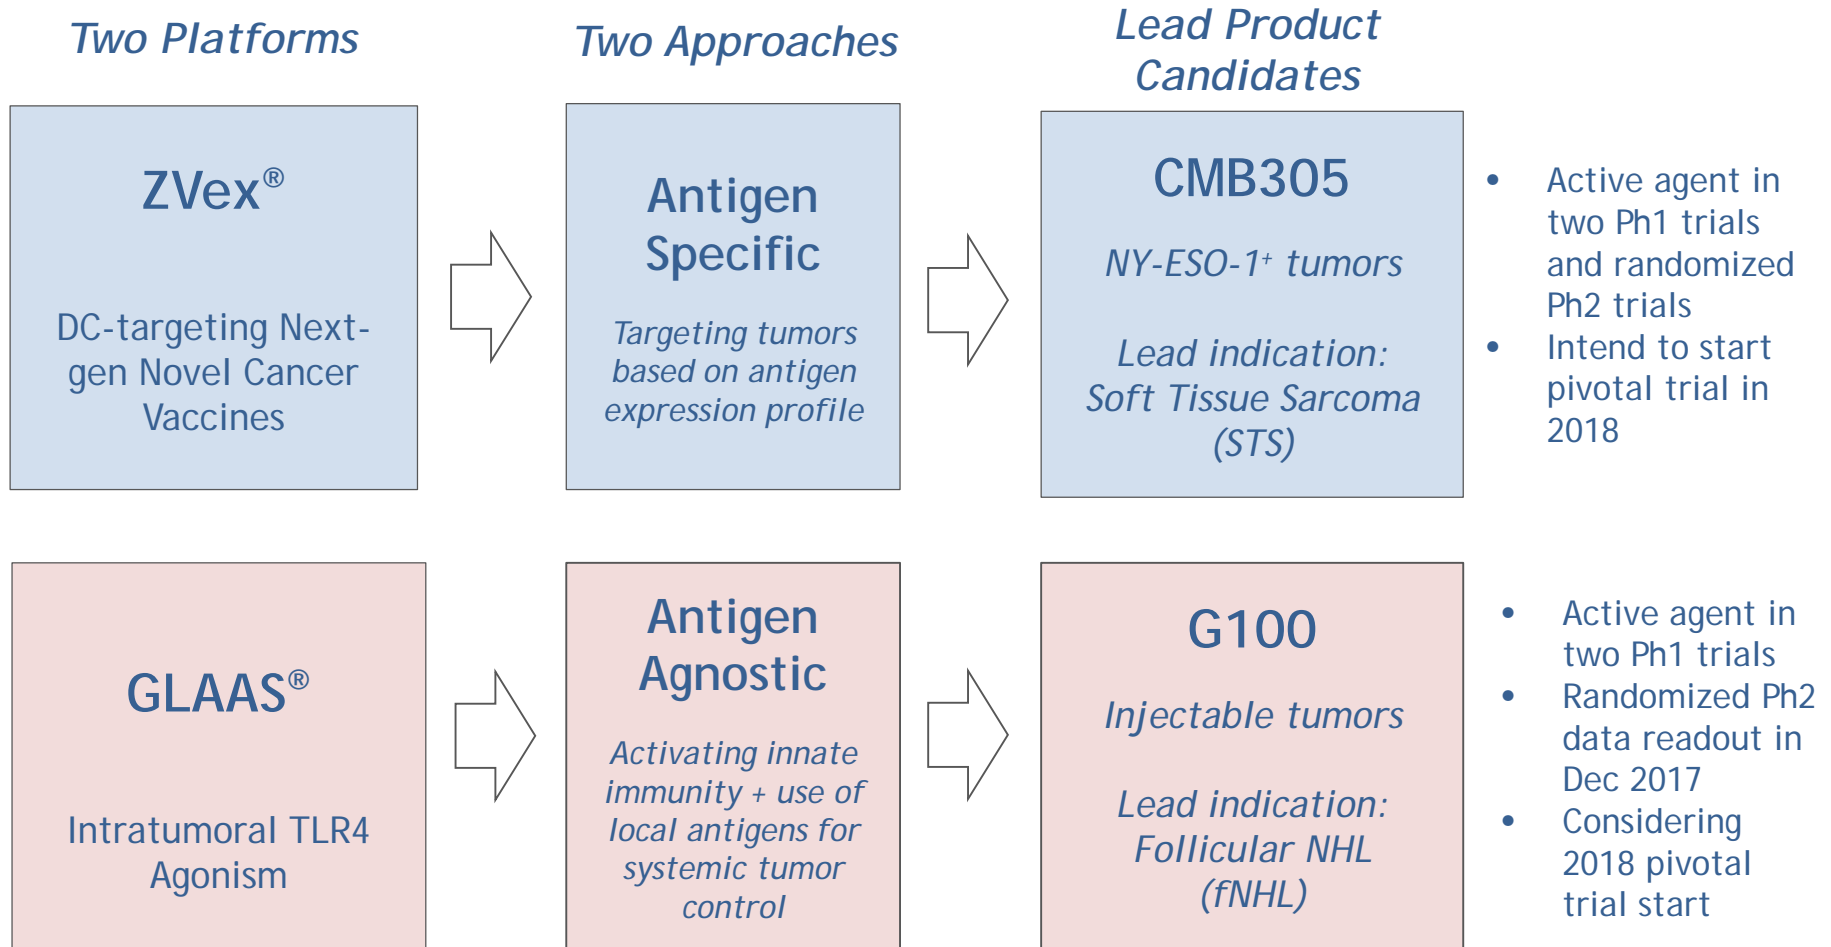 Two Platforms
Two Approaches
Lead Product
Candidates
ZVex®
DC-targeting Next-
gen Novel Cancer
Vaccines
Antigen
Specific
Targeting tumors
based on antigen
expression profile
CMB305
NY-ESO-1+ tumors
Lead indication:
Soft Tissue Sarcoma
(STS)
• Active agent in
two Ph1 trials
and randomized
Ph2 trials
• Intend to start
pivotal trial in
2018
GLAAS®
Intratumoral TLR4
Agonism
Antigen
Agnostic
Activating innate
immunity + use of
local antigens for
systemic tumor
control
G100
Injectable tumors
Lead indication:
Follicular NHL
(fNHL)
• Active agent in
two Ph1 trials
• Randomized Ph2
data readout in
Dec 2017
• Considering
2018 pivotal
trial start